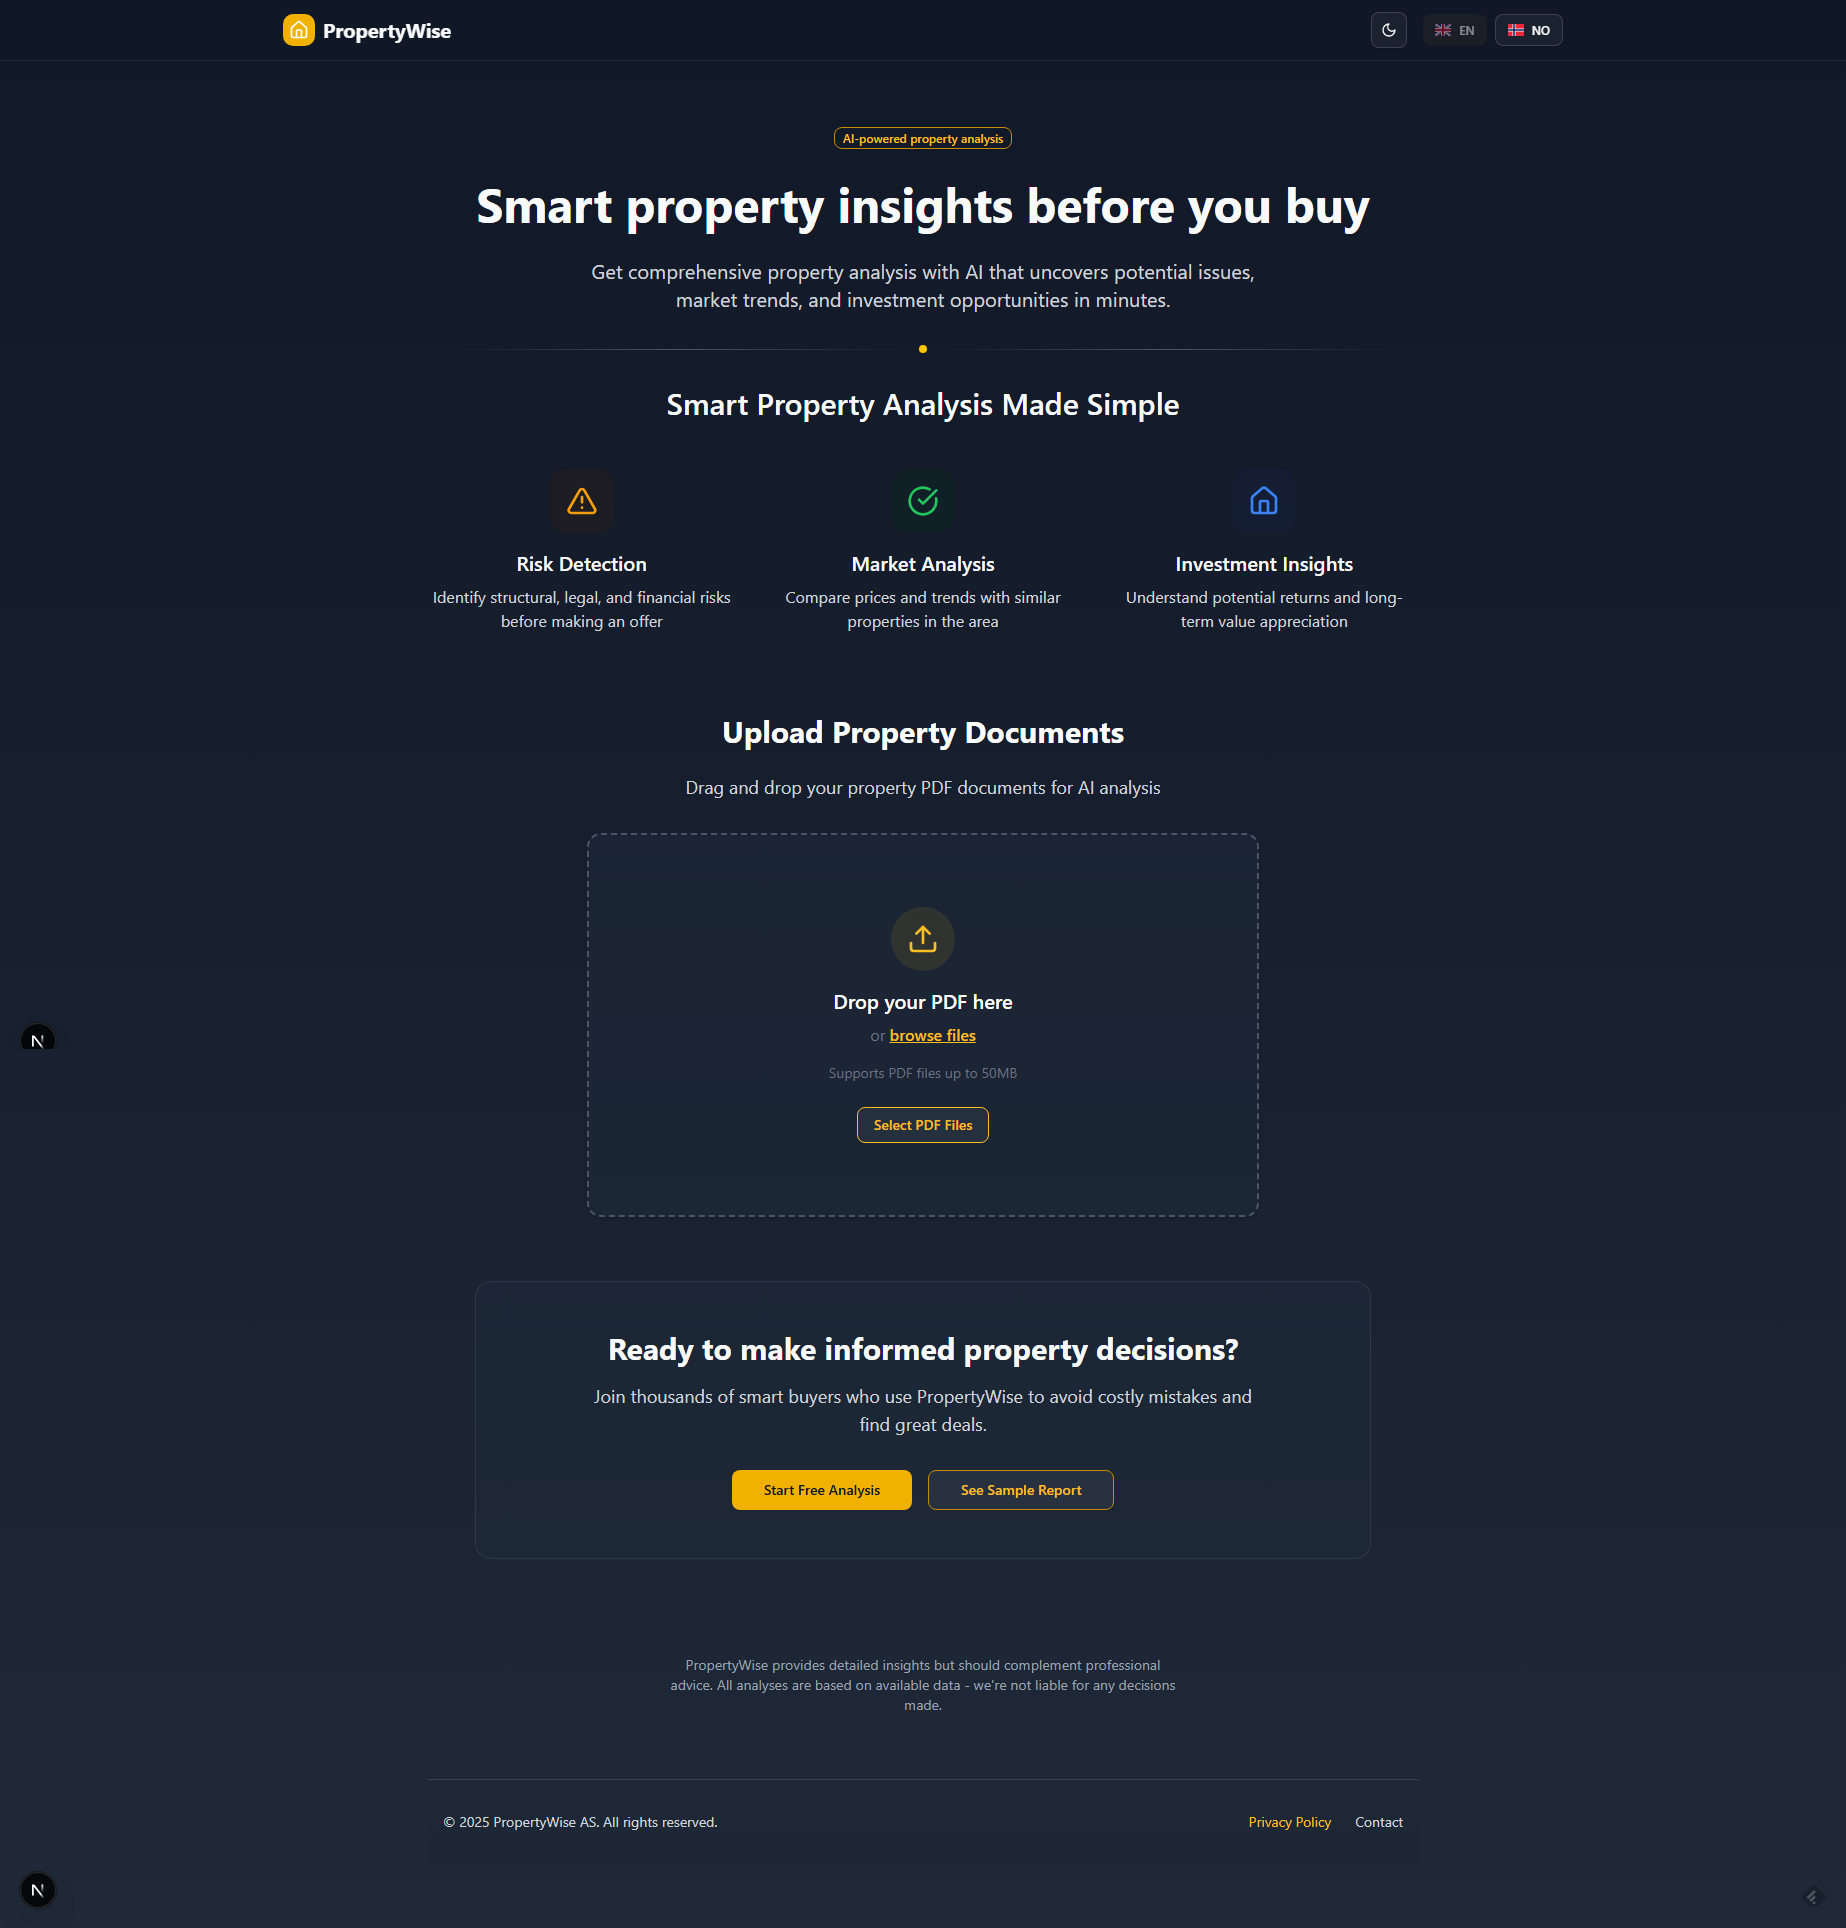 PropertyWise
EN
NO
AI-powered property analysis
Smart property insights before you buy
Get comprehensive property analysis with AI that uncovers potential issues,
market trends, and investment opportunities in minutes.
Smart Property Analysis Made Simple
Risk Detection
Identify structural, legal, and financial risks
before making an offer
Market Analysis
Compare prices and trends with similar
properties in the area
Investment Insights
Understand potential returns and long-
term value appreciation
Upload Property Documents
Drag and drop your property PDF documents for AI analysis
Drop your PDF here
or browse files
Supports PDF files up to 50MB
Select PDF Files
N
Ready to make informed property decisions?
Join thousands of smart buyers who use PropertyWise to avoid costly mistakes and
find great deals.
Start Free Analysis
See Sample Report
PropertyWise provides detailed insights but should complement professional
advice. All analyses are based on available data - we're not liable for any decisions
made.
© 2025 PropertyWise AS. All rights reserved.
Privacy Policy
Contact
N